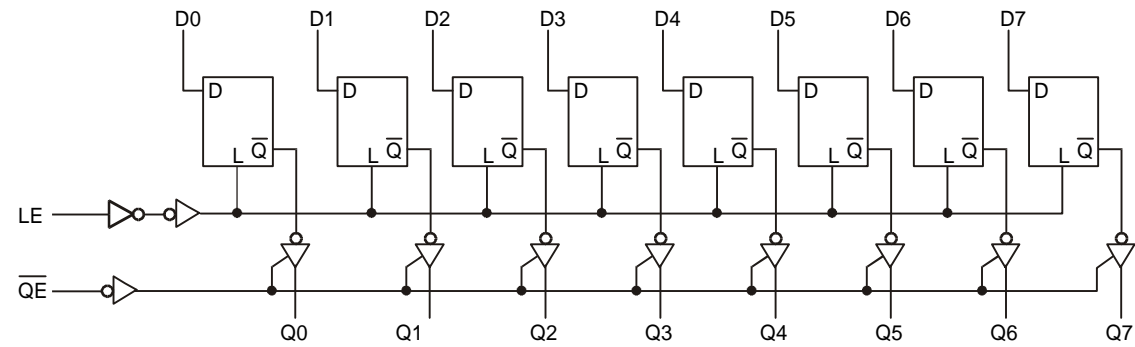 D0 D1 D2 D3 D4 D5 D6 D7
D D D D D D D D
L Q̅ L Q̅ L Q̅ L Q̅ L Q̅ L Q̅ L Q̅ L Q̅
LE
Q̅E̅
Q0 Q1 Q2 Q3 Q4 Q5 Q6 Q7